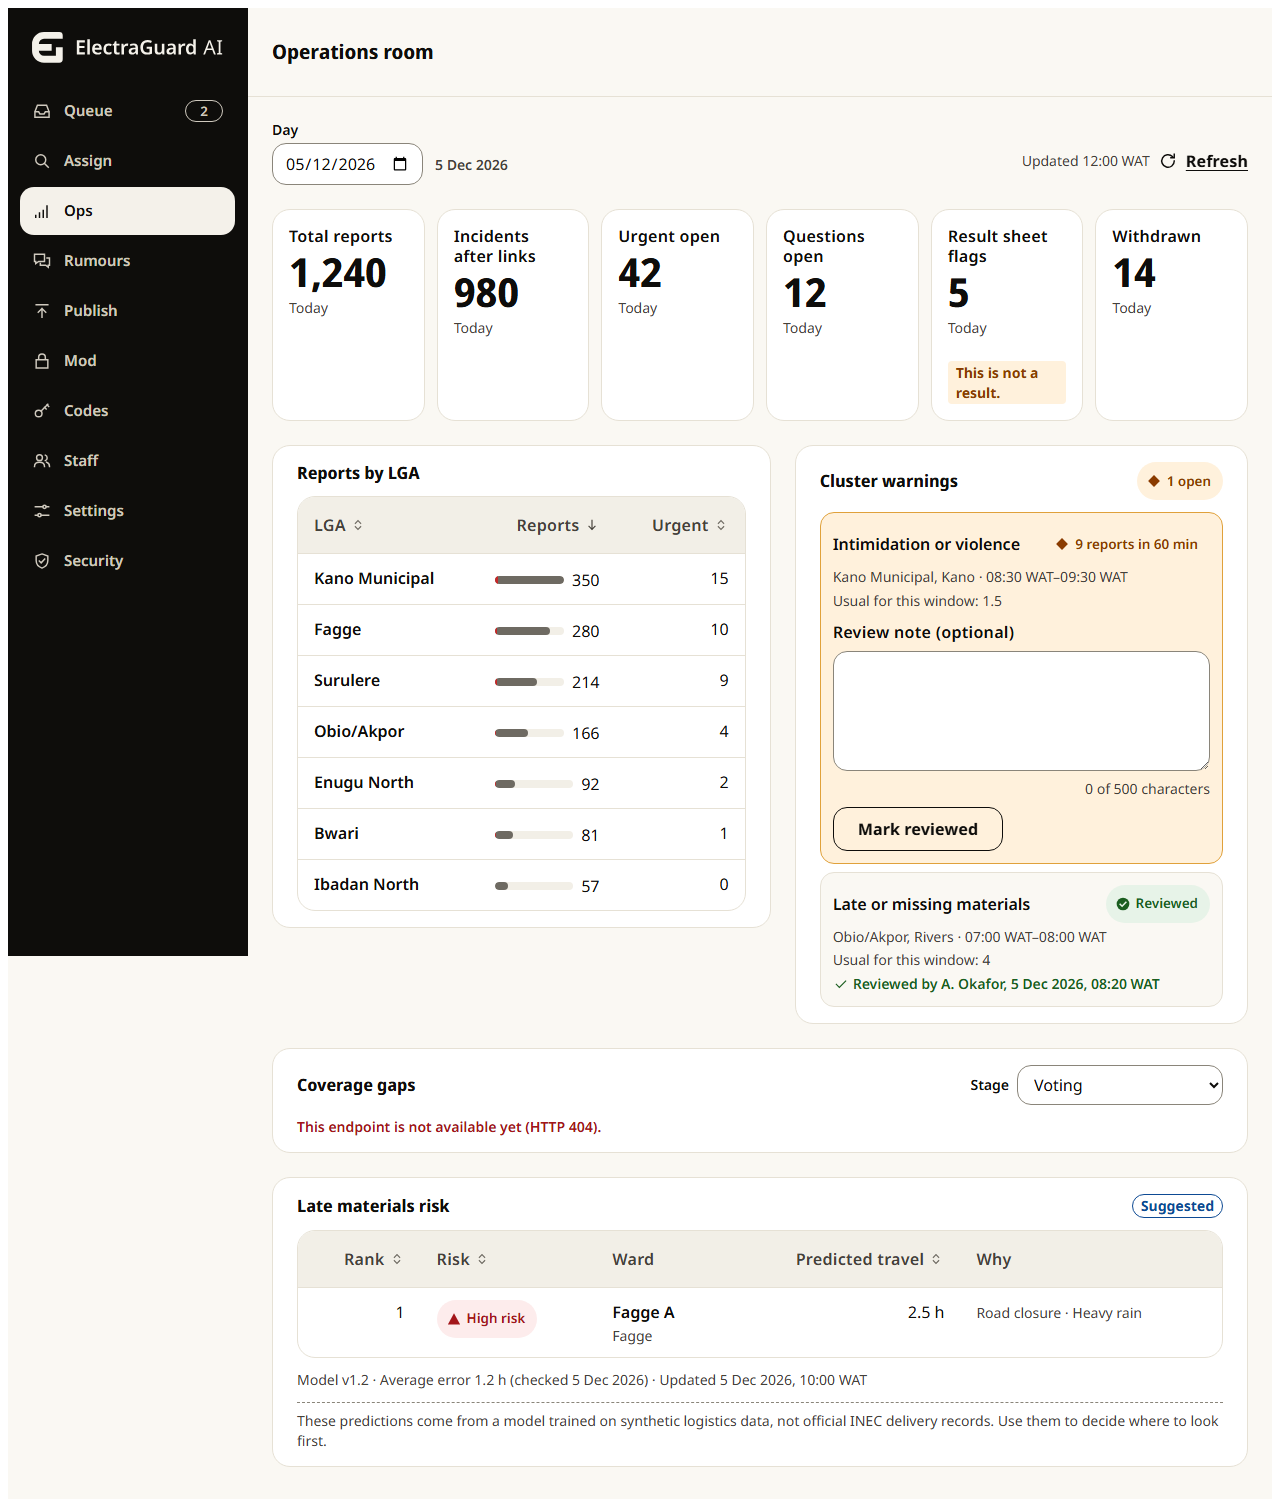 ElectraGuard AI
Queue 2
Assign
Ops
Rumours
Publish
Mod
Codes
Staff
Settings
Security
Operations room
Day
05/12/2026 5 Dec 2026
Updated 12:00 WAT Refresh
Total reports
1,240
Today
Incidents
after links
980
Today
Urgent open
42
Today
Questions
open
12
Today
Result sheet
flags
5
Today
This is not a
result.
Withdrawn
14
Today
Reports by LGA
LGA Reports Urgent
Kano Municipal 350 15
Fagge 280 10
Surulere 214 9
Obio/Akpor 166 4
Enugu North 92 2
Bwari 81 1
Ibadan North 57 0
Cluster warnings 1 open
Intimidation or violence 9 reports in 60 min
Kano Municipal, Kano · 08:30 WAT–09:30 WAT
Usual for this window: 1.5
Review note (optional)
0 of 500 characters
Mark reviewed
Late or missing materials Reviewed
Obio/Akpor, Rivers · 07:00 WAT–08:00 WAT
Usual for this window: 4
Reviewed by A. Okafor, 5 Dec 2026, 08:20 WAT
Coverage gaps Stage Voting
This endpoint is not available yet (HTTP 404).
Late materials risk Suggested
Rank Risk Ward Predicted travel Why
1 High risk Fagge A 2.5 h Road closure · Heavy rain
Fagge
Model v1.2 · Average error 1.2 h (checked 5 Dec 2026) · Updated 5 Dec 2026, 10:00 WAT
These predictions come from a model trained on synthetic logistics data, not official INEC delivery records. Use them to decide where to look
first.